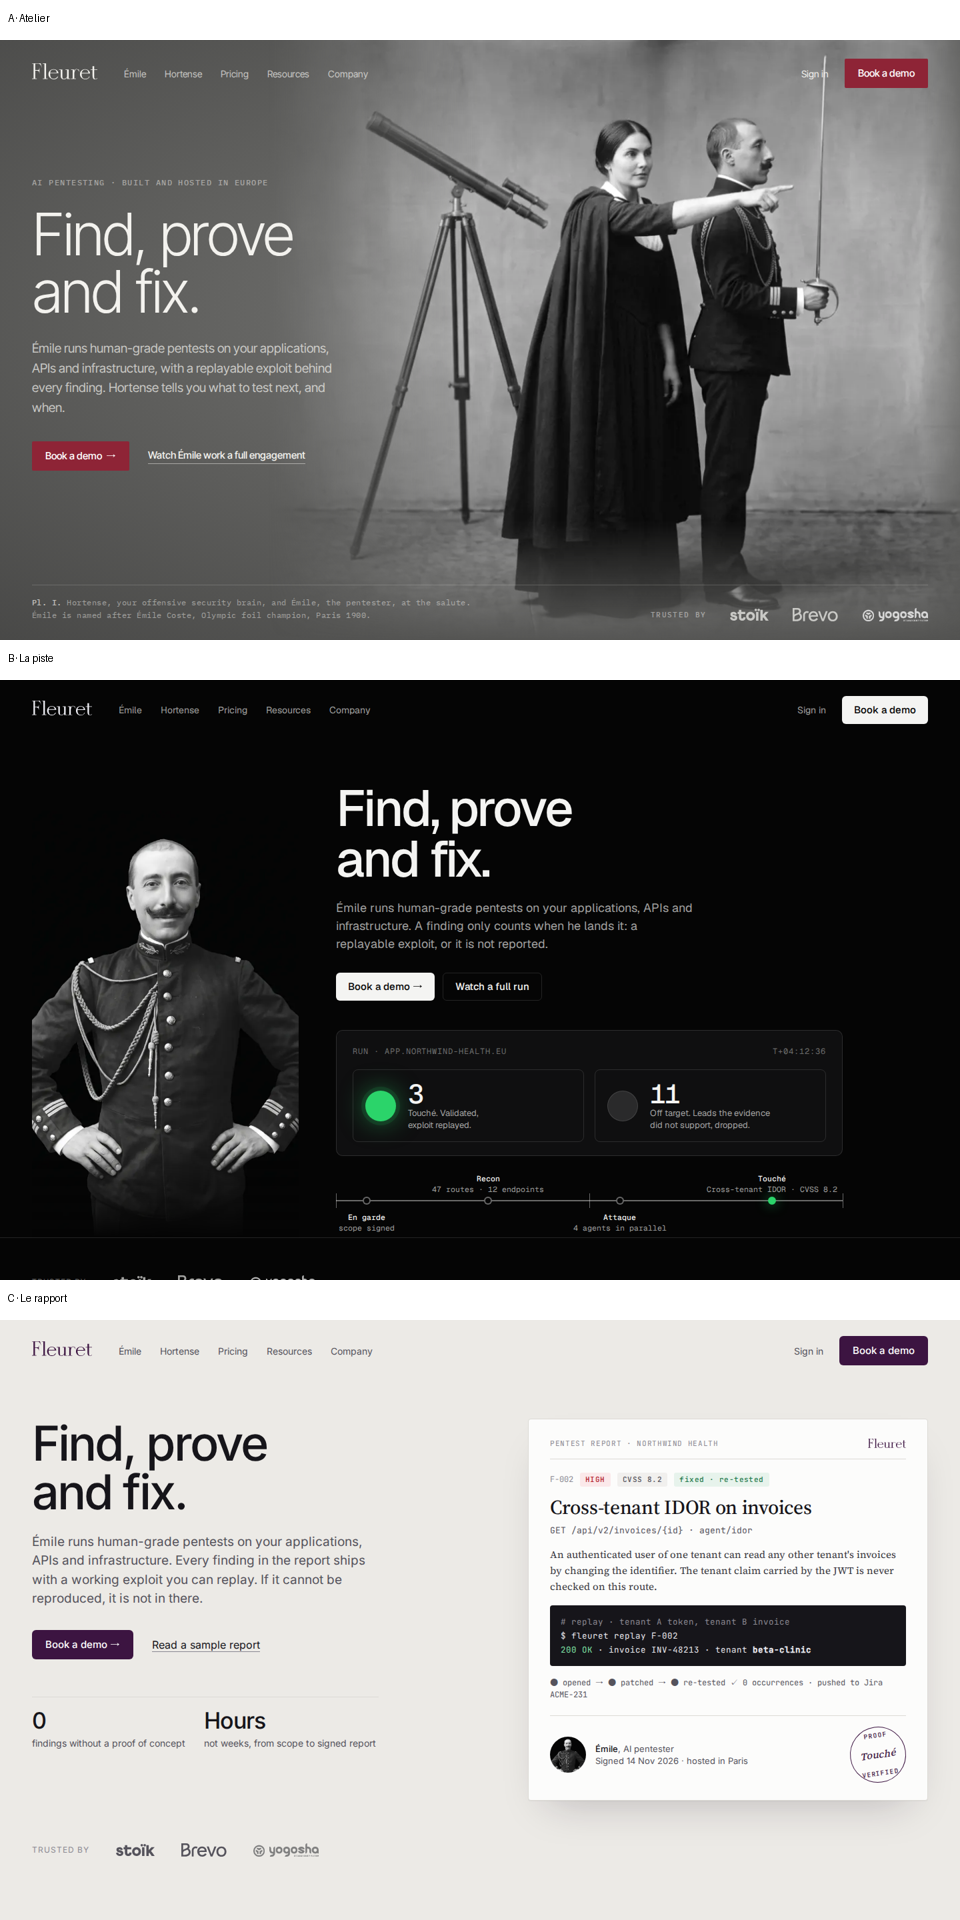 A · Atelier
Fleuret Émile Hortense Pricing Resources Company Sign in Book a demo
AI PENTESTING · BUILT AND HOSTED IN EUROPE
Find, prove
and fix.
Émile runs human-grade pentests on your applications,
APIs and infrastructure, with a replayable exploit behind
every finding. Hortense tells you what to test next, and
when.
Book a demo → Watch Émile work a full engagement
Pl. I. Hortense, your offensive security brain, and Émile, the pentester, at the salute.
Émile is named after Émile Coste, Olympic foil champion, Paris 1900.
TRUSTED BY stoïk Brevo yogosha
B · La piste
Fleuret Émile Hortense Pricing Resources Company Sign in Book a demo
Find, prove
and fix.
Émile runs human-grade pentests on your applications, APIs and
infrastructure. A finding only counts when he lands it: a
replayable exploit, or it is not reported.
Book a demo → Watch a full run
RUN · APP.NORTHWIND-HEALTH.EU T+04:12:36
3
Touché. Validated,
exploit replayed.
11
Off target. Leads the evidence
did not support, dropped.
Recon
47 routes · 12 endpoints
Touché
Cross-tenant IDOR · CVSS 8.2
En garde
scope signed
Attaque
4 agents in parallel
TRUSTED BY stoïk Brevo yogosha
C · Le rapport
Fleuret Émile Hortense Pricing Resources Company Sign in Book a demo
Find, prove
and fix.
Émile runs human-grade pentests on your applications,
APIs and infrastructure. Every finding in the report ships
with a working exploit you can replay. If it cannot be
reproduced, it is not in there.
Book a demo → Read a sample report
0
findings without a proof of concept
Hours
not weeks, from scope to signed report
TRUSTED BY stoïk Brevo yogosha
PENTEST REPORT · NORTHWIND HEALTH Fleuret
F-002 HIGH CVSS 8.2 fixed · re-tested
Cross-tenant IDOR on invoices
GET /api/v2/invoices/{id} · agent/idor
An authenticated user of one tenant can read any other tenant's invoices
by changing the identifier. The tenant claim carried by the JWT is never
checked on this route.
# replay · tenant A token, tenant B invoice
$ fleuret replay F-002
200 OK · invoice INV-48213 · tenant beta-clinic
● opened → ● patched → ● re-tested ✓ 0 occurrences · pushed to Jira
ACME-231
Émile, AI pentester
Signed 14 Nov 2026 · hosted in Paris
PROOF
Touché
VERIFIED